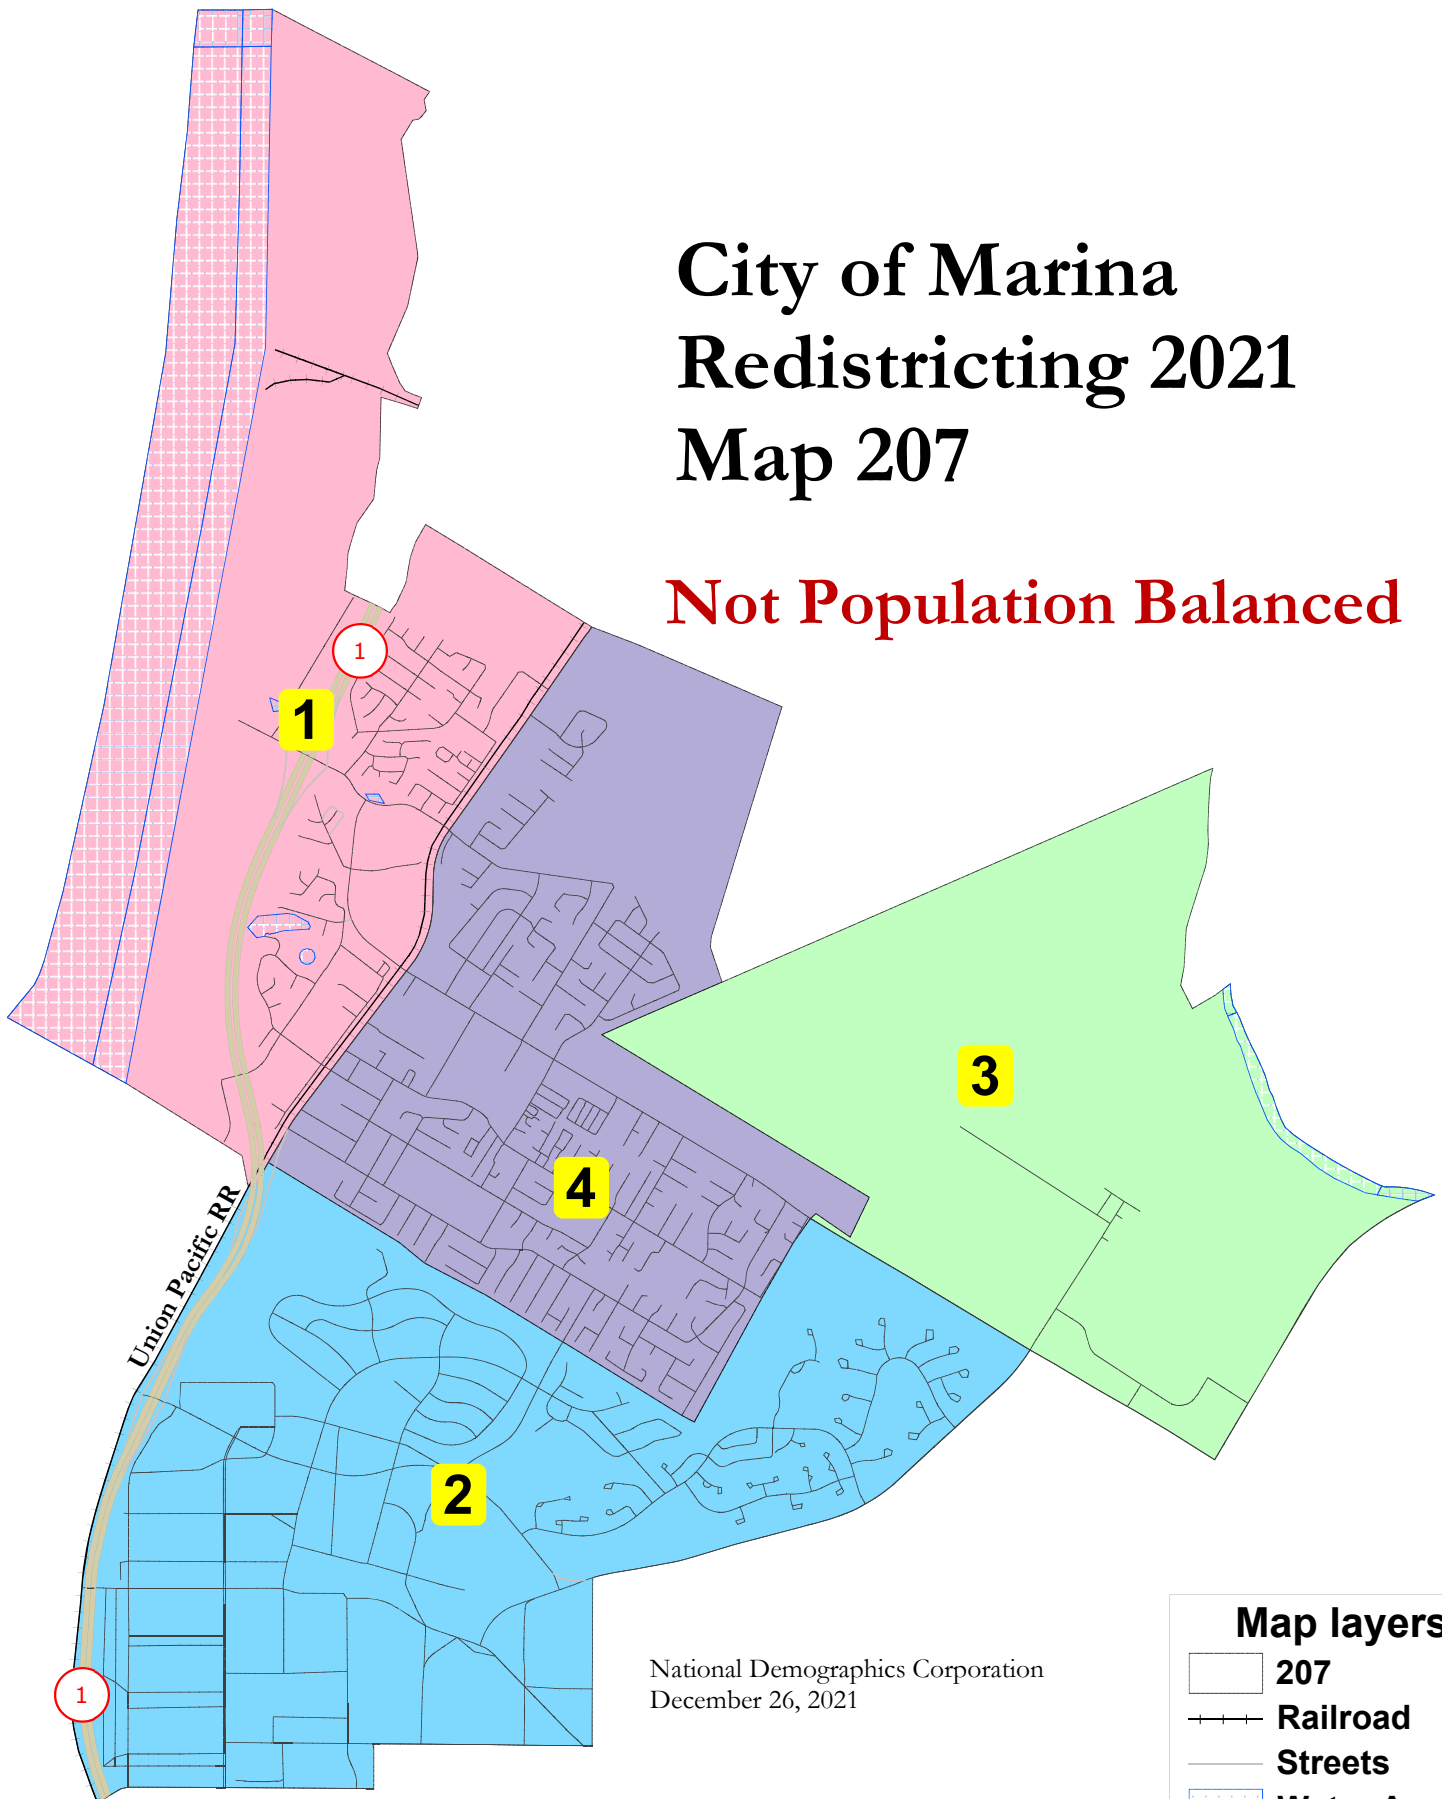 City of Marina
Redistricting 2021
Map 207
Not Population Balanced
1
1
3
4
Union Pacific RR
2
1
National Demographics Corporation
December 26, 2021
Map layers
207
Railroad
Streets